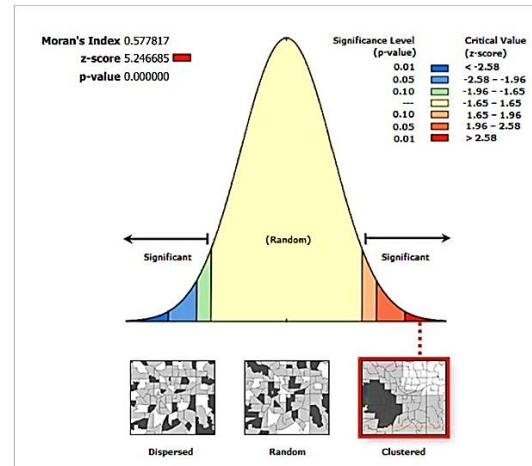 Moran's Index 0.577817
z-score 5.246685
p-value 0.000000
Significance Level
(p-value)
Critical Value
(z-score)
0.01 < -2.58
0.05 -2.58 – -1.96
0.10 -1.96 – -1.65
--- -1.65 – 1.65
0.10 1.65 – 1.96
0.05 1.96 – 2.58
0.01 > 2.58
Significant
(Random)
Significant
Dispersed
Random
Clustered